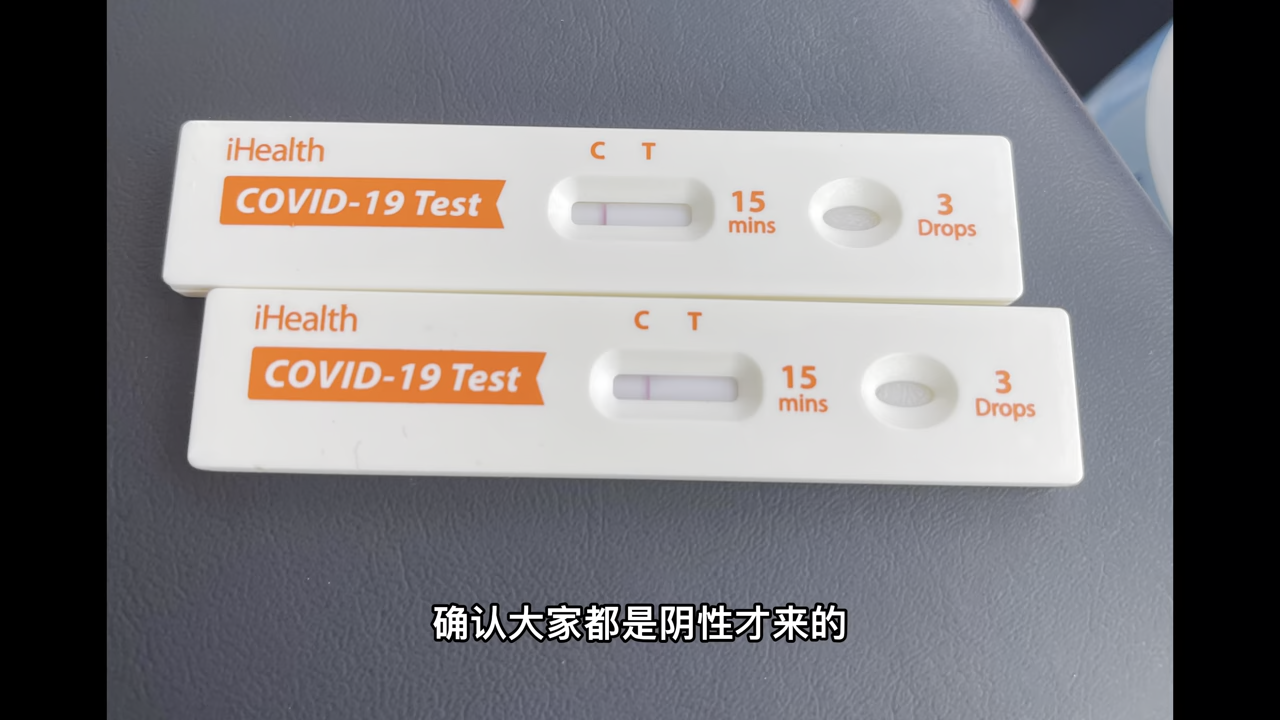 iHealth
C T
COVID-19 Test
15
mins
3
Drops
iHealth
C T
COVID-19 Test
15
mins
3
Drops
确认大家都是阴性才来的